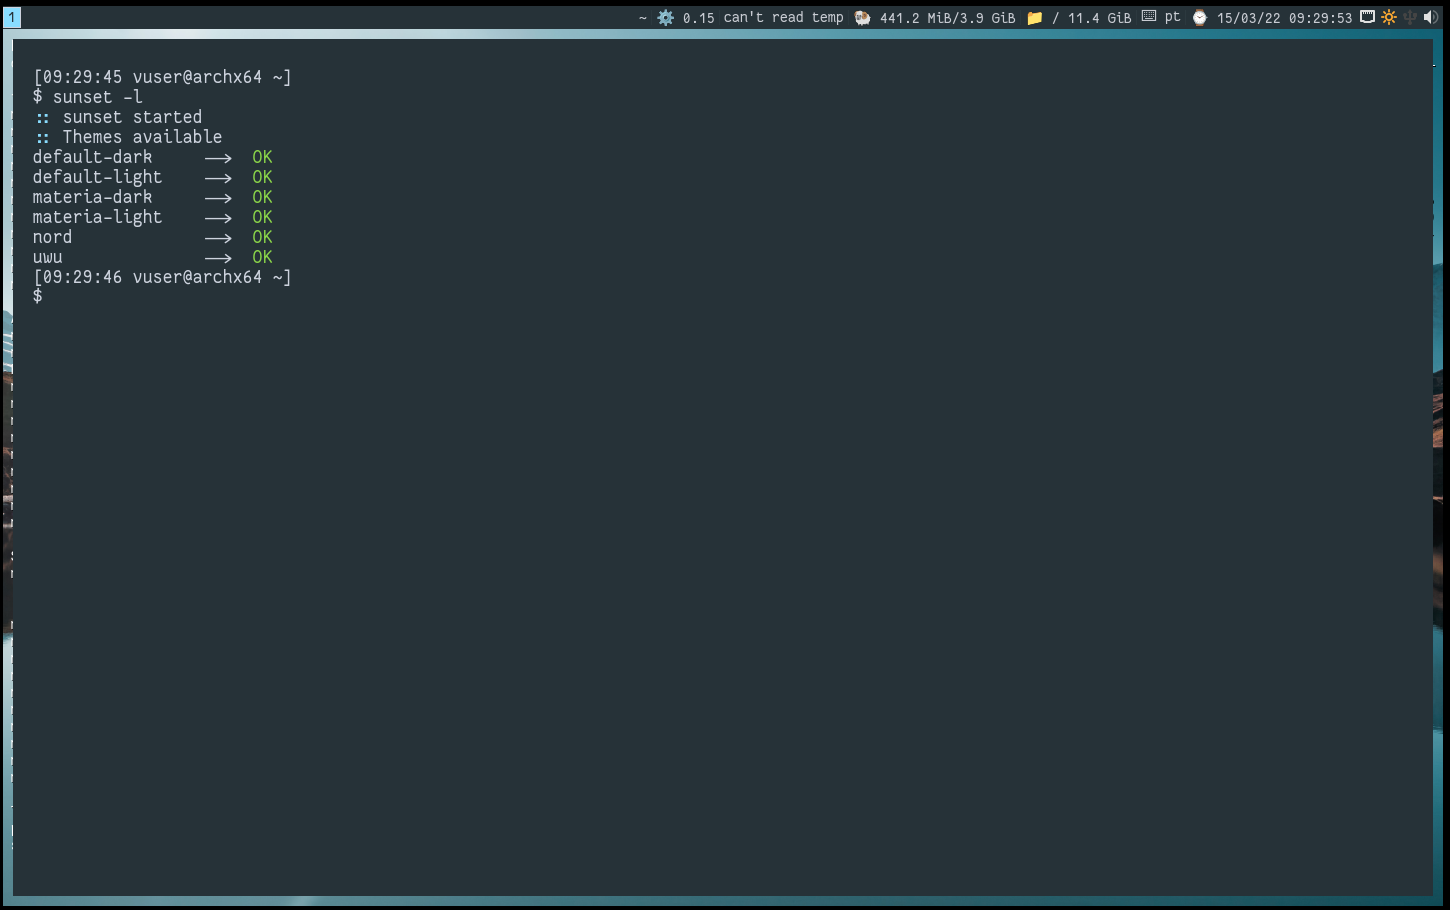 1 ~ 0.15 can't read temp 441.2 MiB/3.9 GiB / 11.4 GiB pt 15/03/22 09:29:53
[09:29:45 vuser@archx64 ~]
$ sunset -l
:: sunset started
:: Themes available
default-dark ⟶ OK
default-light ⟶ OK
materia-dark ⟶ OK
materia-light ⟶ OK
nord ⟶ OK
uwu ⟶ OK
[09:29:46 vuser@archx64 ~]
$